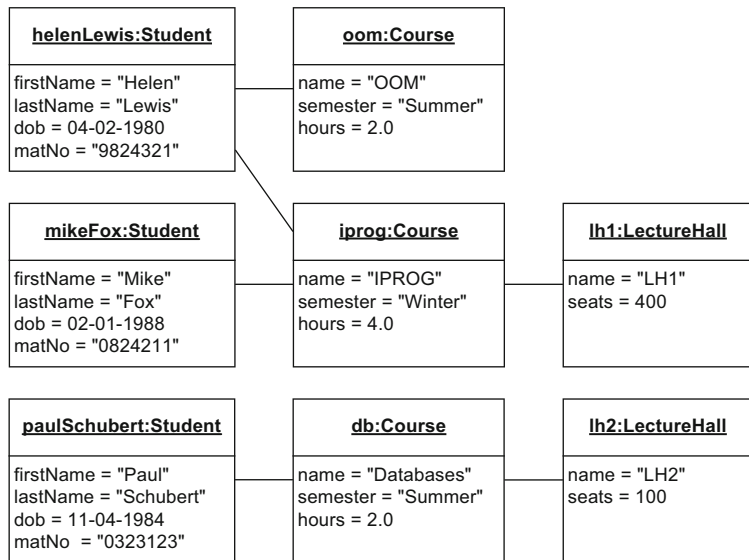 helenLewis:Student
firstName = "Helen"
lastName = "Lewis"
dob = 04-02-1980
matNo = "9824321"
oom:Course
name = "OOM"
semester = "Summer"
hours = 2.0
mikeFox:Student
firstName = "Mike"
lastName = "Fox"
dob = 02-01-1988
matNo = "0824211"
iprog:Course
name = "IPROG"
semester = "Winter"
hours = 4.0
lh1:LectureHall
name = "LH1"
seats = 400
paulSchubert:Student
firstName = "Paul"
lastName = "Schubert"
dob = 11-04-1984
matNo = "0323123"
db:Course
name = "Databases"
semester = "Summer"
hours = 2.0
lh2:LectureHall
name = "LH2"
seats = 100